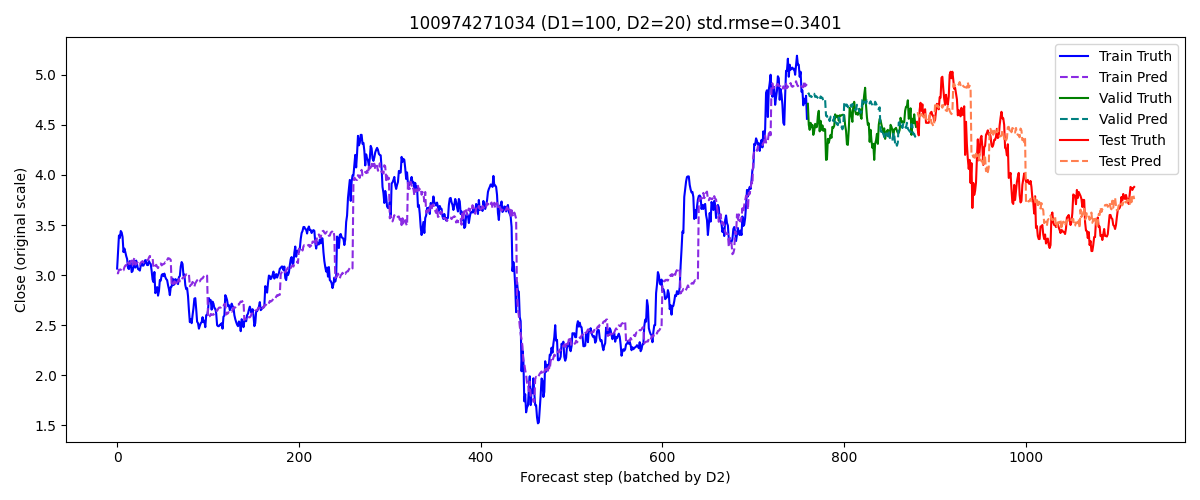 100974271034 (D1=100, D2=20) std.rmse=0.3401
Close (original scale)
5.0
4.5
4.0
3.5
3.0
2.5
2.0
1.5
0
200
400
600
800
1000
Forecast step (batched by D2)
Train Truth
Train Pred
Valid Truth
Valid Pred
Test Truth
Test Pred